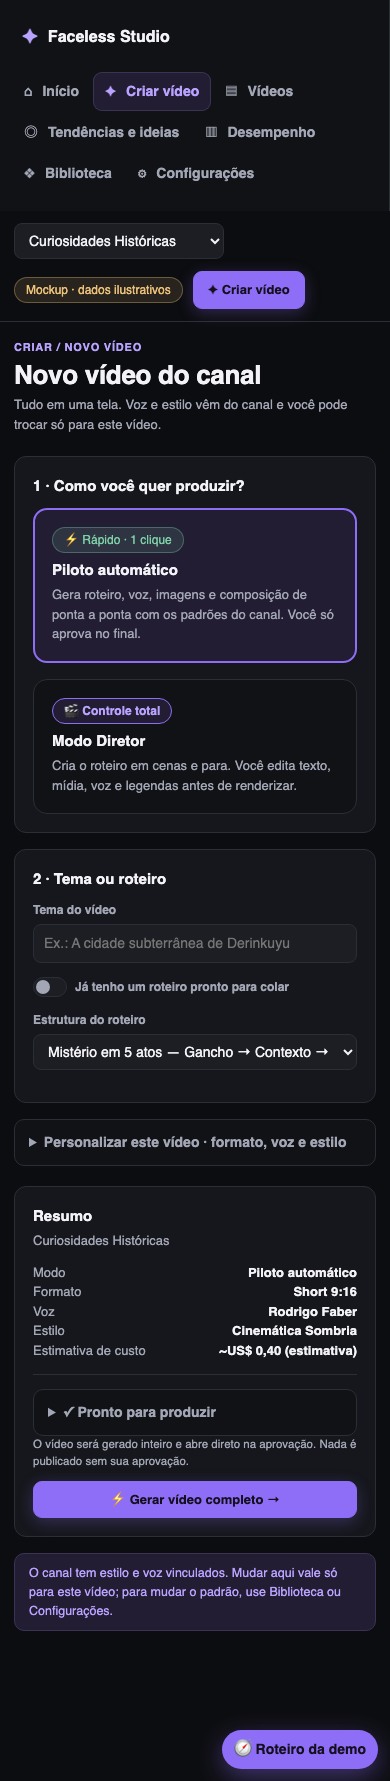 Faceless Studio
Início
Criar vídeo
Vídeos
Tendências e ideias
Desempenho
Biblioteca
Configurações
Curiosidades Históricas
Mockup · dados ilustrativos
✦ Criar vídeo
CRIAR / NOVO VÍDEO
Novo vídeo do canal
Tudo em uma tela. Voz e estilo vêm do canal e você pode
trocar só para este vídeo.
1 · Como você quer produzir?
⚡ Rápido · 1 clique
Piloto automático
Gera roteiro, voz, imagens e composição de
ponta a ponta com os padrões do canal. Você só
aprova no final.
🎬 Controle total
Modo Diretor
Cria o roteiro em cenas e para. Você edita texto,
mídia, voz e legendas antes de renderizar.
2 · Tema ou roteiro
Tema do vídeo
Ex.: A cidade subterrânea de Derinkuyu
Já tenho um roteiro pronto para colar
Estrutura do roteiro
Mistério em 5 atos — Gancho → Contexto →
▶ Personalizar este vídeo · formato, voz e estilo
Resumo
Curiosidades Históricas
Modo Piloto automático
Formato Short 9:16
Voz Rodrigo Faber
Estilo Cinemática Sombria
Estimativa de custo ~US$ 0,40 (estimativa)
▶ ✓ Pronto para produzir
O vídeo será gerado inteiro e abre direto na aprovação. Nada é
publicado sem sua aprovação.
⚡ Gerar vídeo completo →
O canal tem estilo e voz vinculados. Mudar aqui vale só
para este vídeo; para mudar o padrão, use Biblioteca ou
Configurações.
🧭 Roteiro da demo